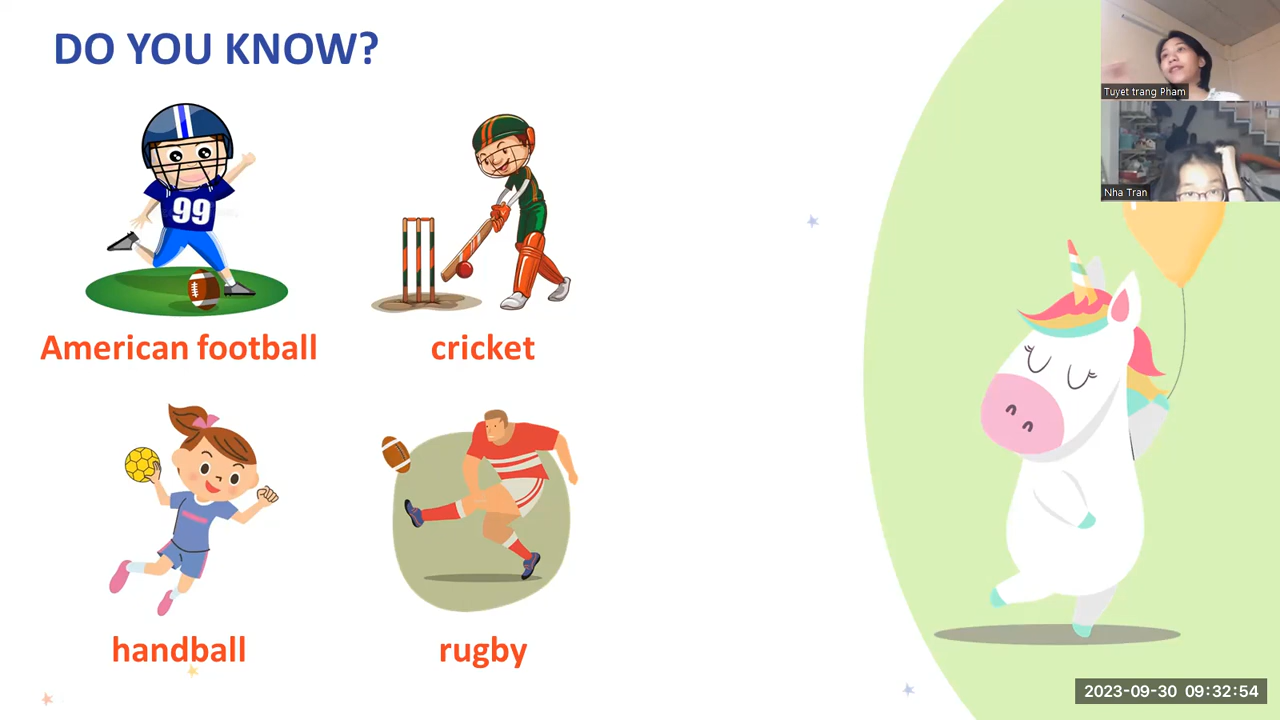 DO YOU KNOW?
99
American football
cricket
handball
rugby
Tuyet trang Pham
Nha Tran
2023-09-30 09:32:54